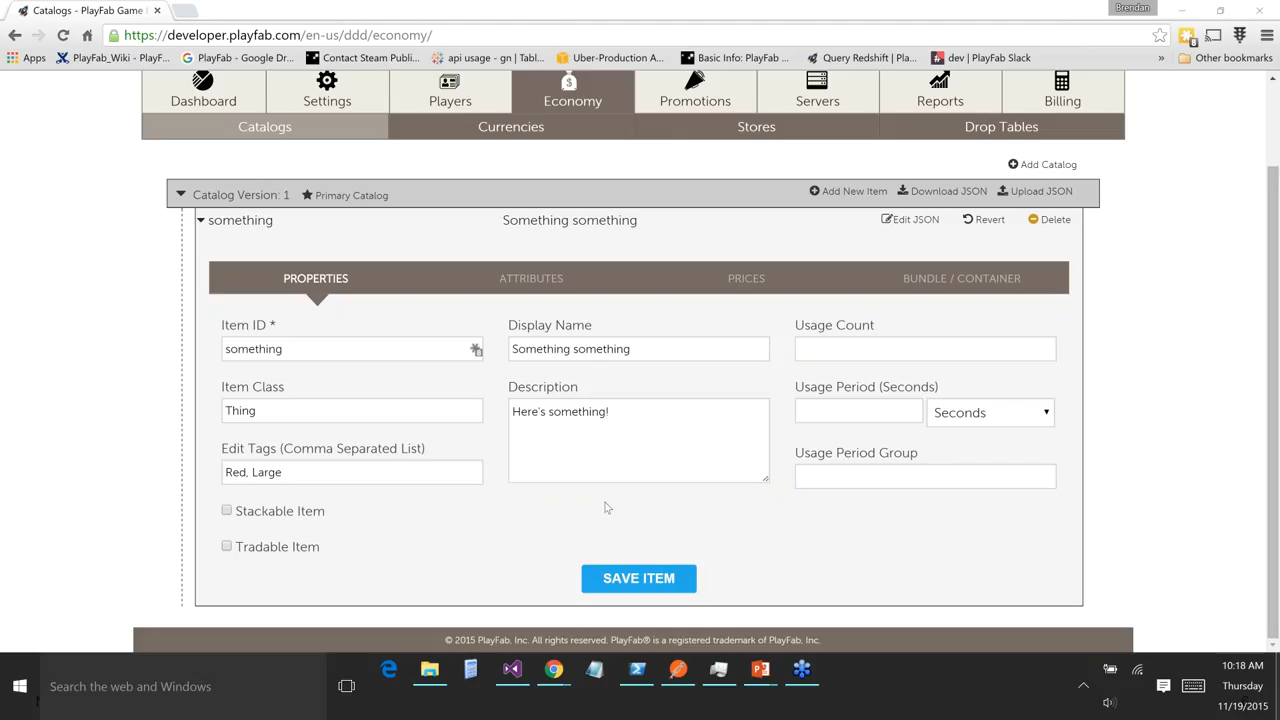 Catalogs - PlayFab Game
Brendan
https://developer.playfab.com/en-us/ddd/economy/
Apps PlayFab_Wiki - PlayF... PlayFab - Google Dr... Contact Steam Publi... api usage - gn | Tabl... Uber-Production A... Basic Info: PlayFab ... Query Redshift | Pla... dev | PlayFab Slack » Other bookmarks
Dashboard Settings Players Economy Promotions Servers Reports Billing
Catalogs Currencies Stores Drop Tables
Add Catalog
Catalog Version: 1 Primary Catalog Add New Item Download JSON Upload JSON
something Something something Edit JSON Revert Delete
PROPERTIES ATTRIBUTES PRICES BUNDLE / CONTAINER
Item ID * Display Name Usage Count
something Something something
Item Class Description Usage Period (Seconds)
Thing Here's something! Seconds
Edit Tags (Comma Separated List) Usage Period Group
Red, Large
Stackable Item
Tradable Item
SAVE ITEM
© 2015 PlayFab, Inc. All rights reserved. PlayFab® is a registered trademark of PlayFab, Inc.
Search the web and Windows
10:18 AM
Thursday
11/19/2015